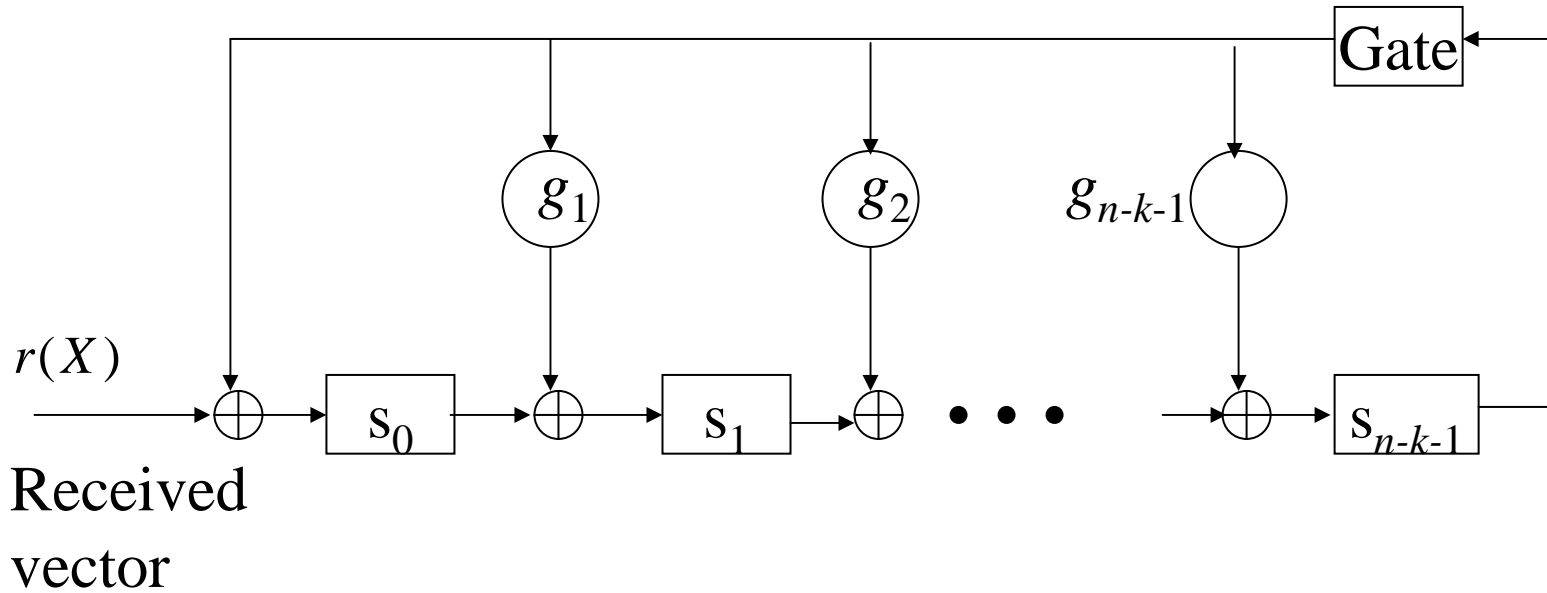 Gate
g₁
g₂
gₙ₋ₖ₋₁
r(X)
s₀
s₁
sₙ₋ₖ₋₁
Received
vector